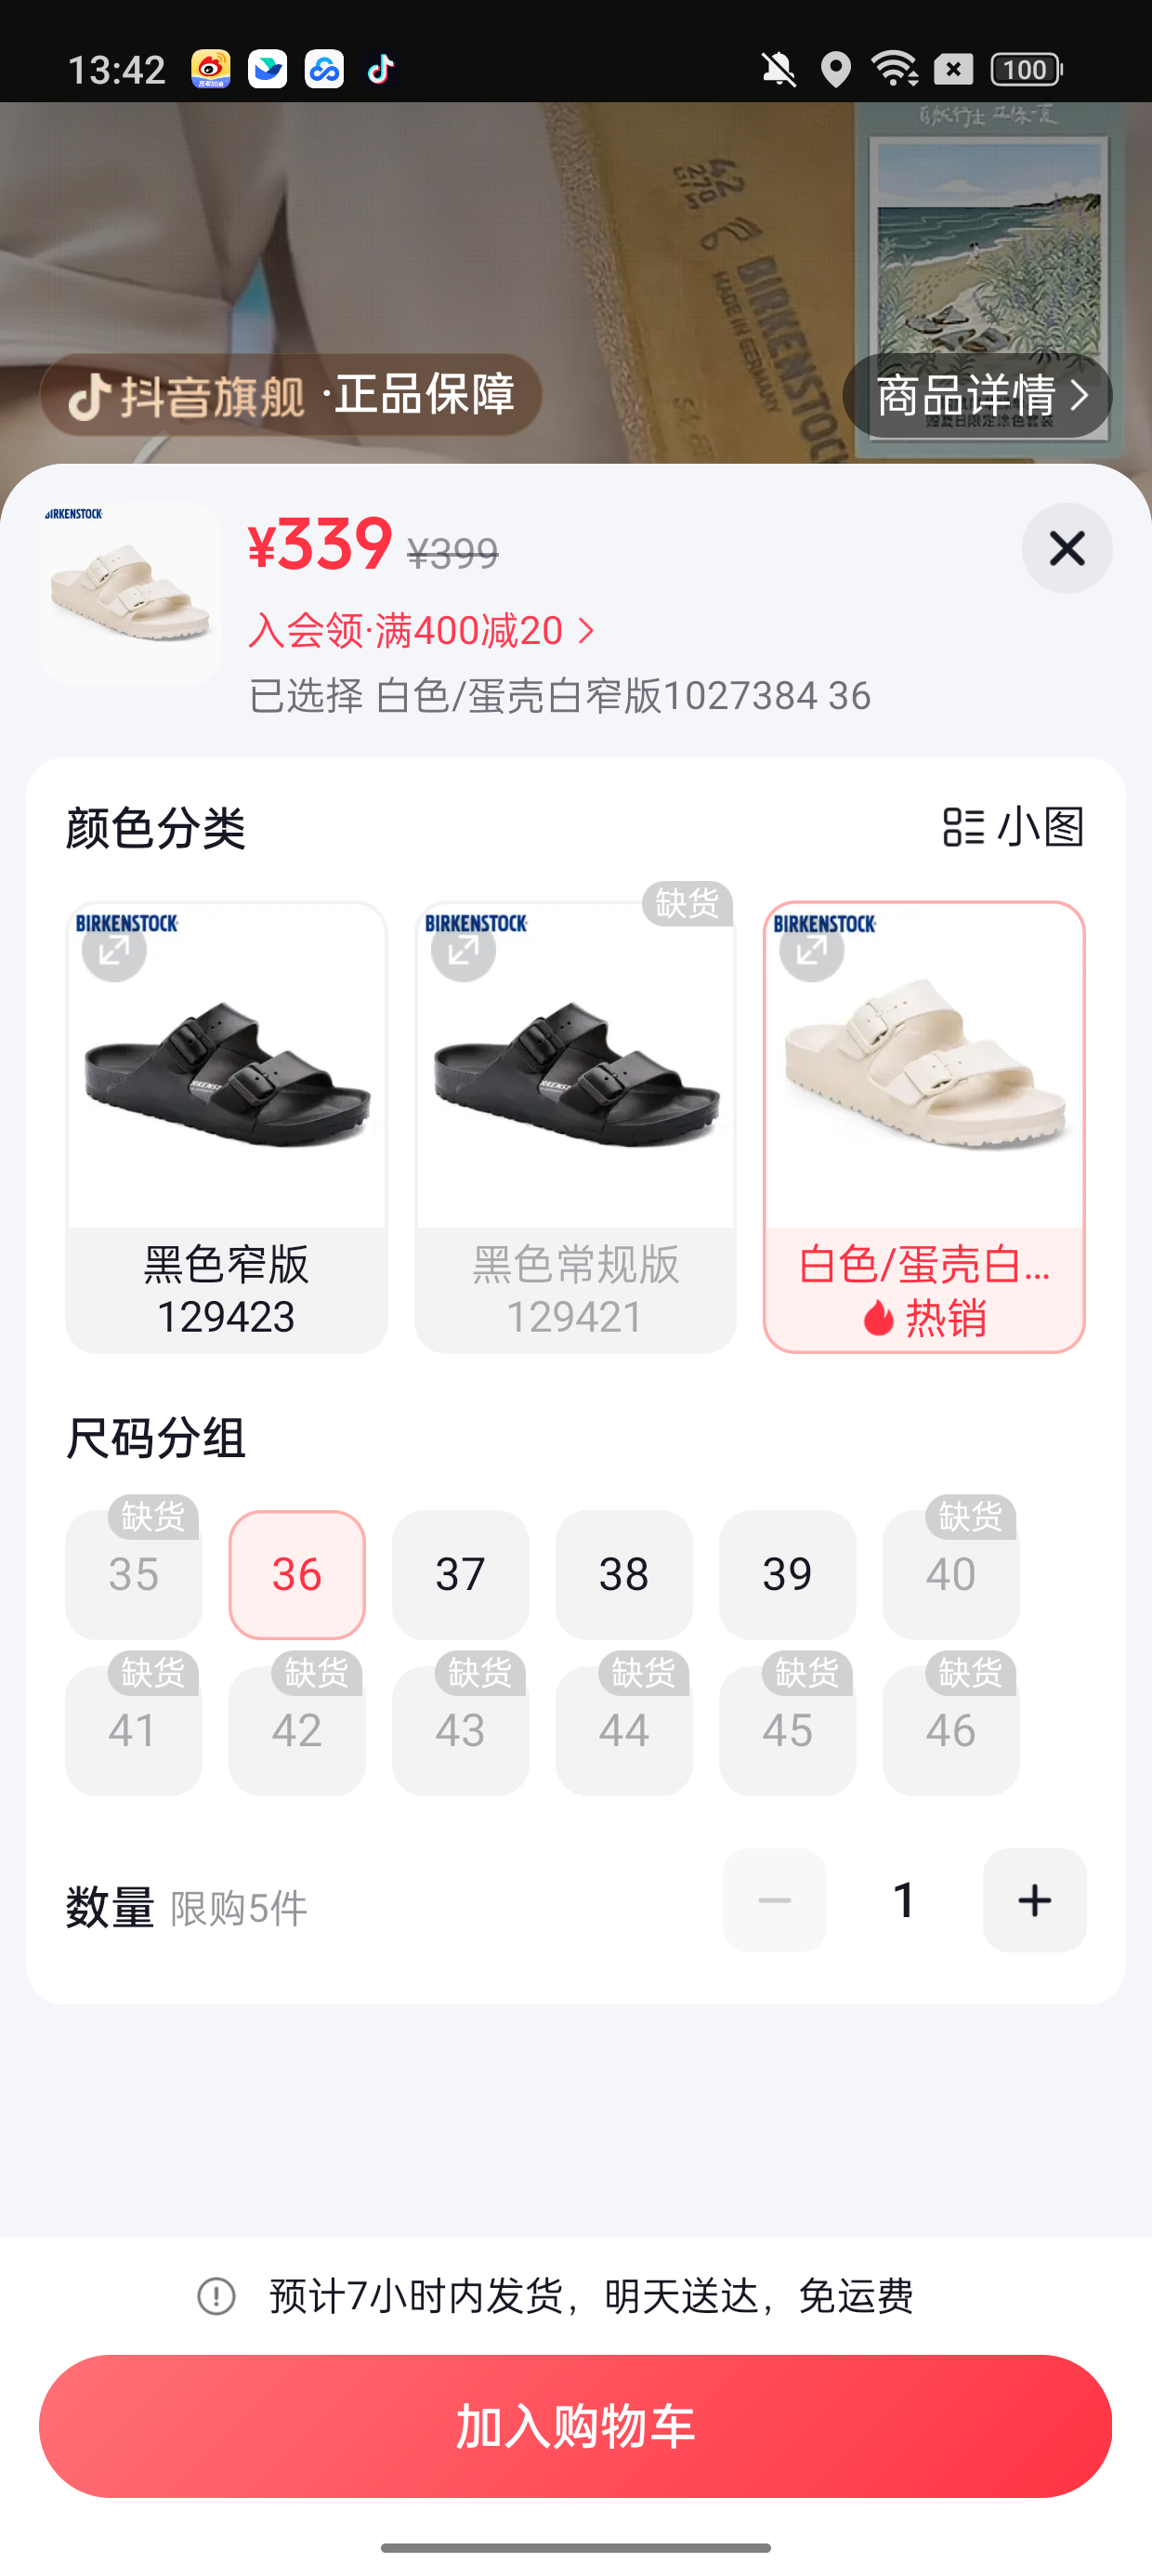 13:42
100
42
270
BIRKENSTOCK
MADE IN GERMANY
抖音旗舰·正品保障
商品详情
BIRKENSTOCK
¥339 ¥399
入会领·满400减20
已选择 白色/蛋壳白窄版1027384 36
颜色分类
小图
缺货
BIRKENSTOCK
BIRKENSTOCK
BIRKENSTOCK
黑色窄版
129423
黑色常规版
129421
白色/蛋壳白...
热销
尺码分组
缺货
缺货
35 36 37 38 39 40
缺货 缺货 缺货 缺货 缺货 缺货
41 42 43 44 45 46
数量 限购5件
1
预计7小时内发货，明天送达，免运费
加入购物车